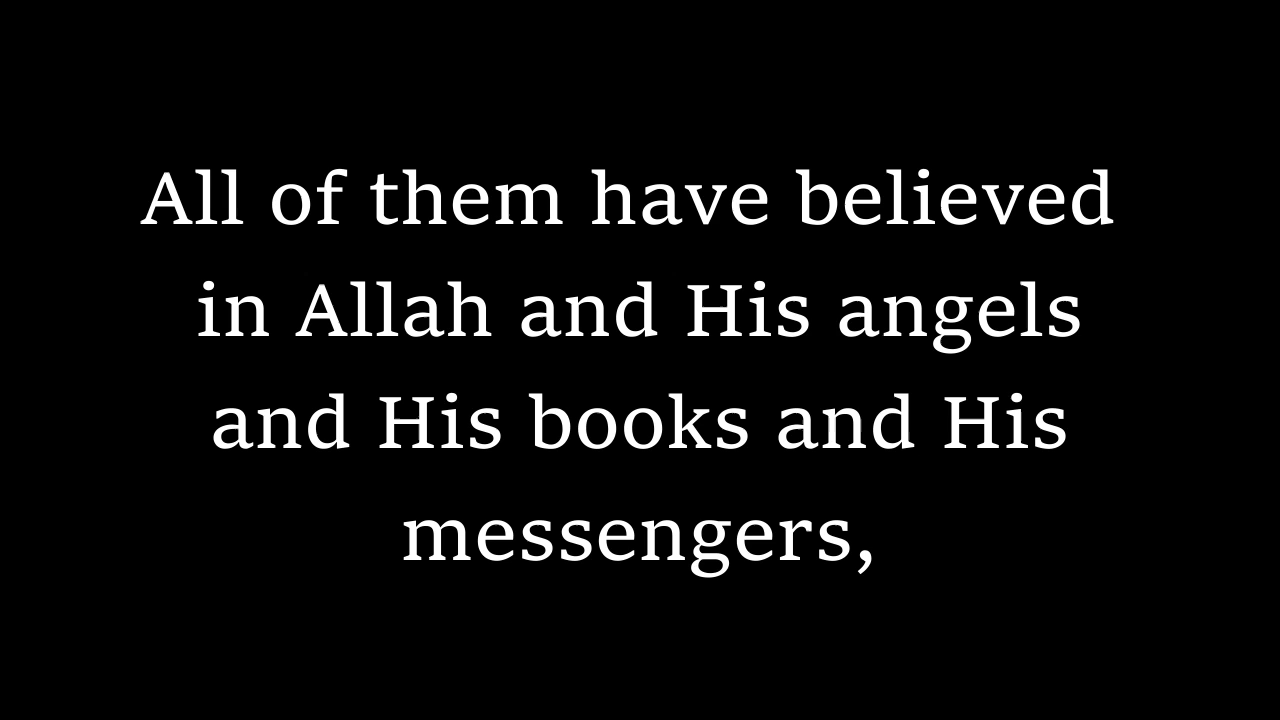 All of them have believed
in Allah and His angels
and His books and His
messengers,